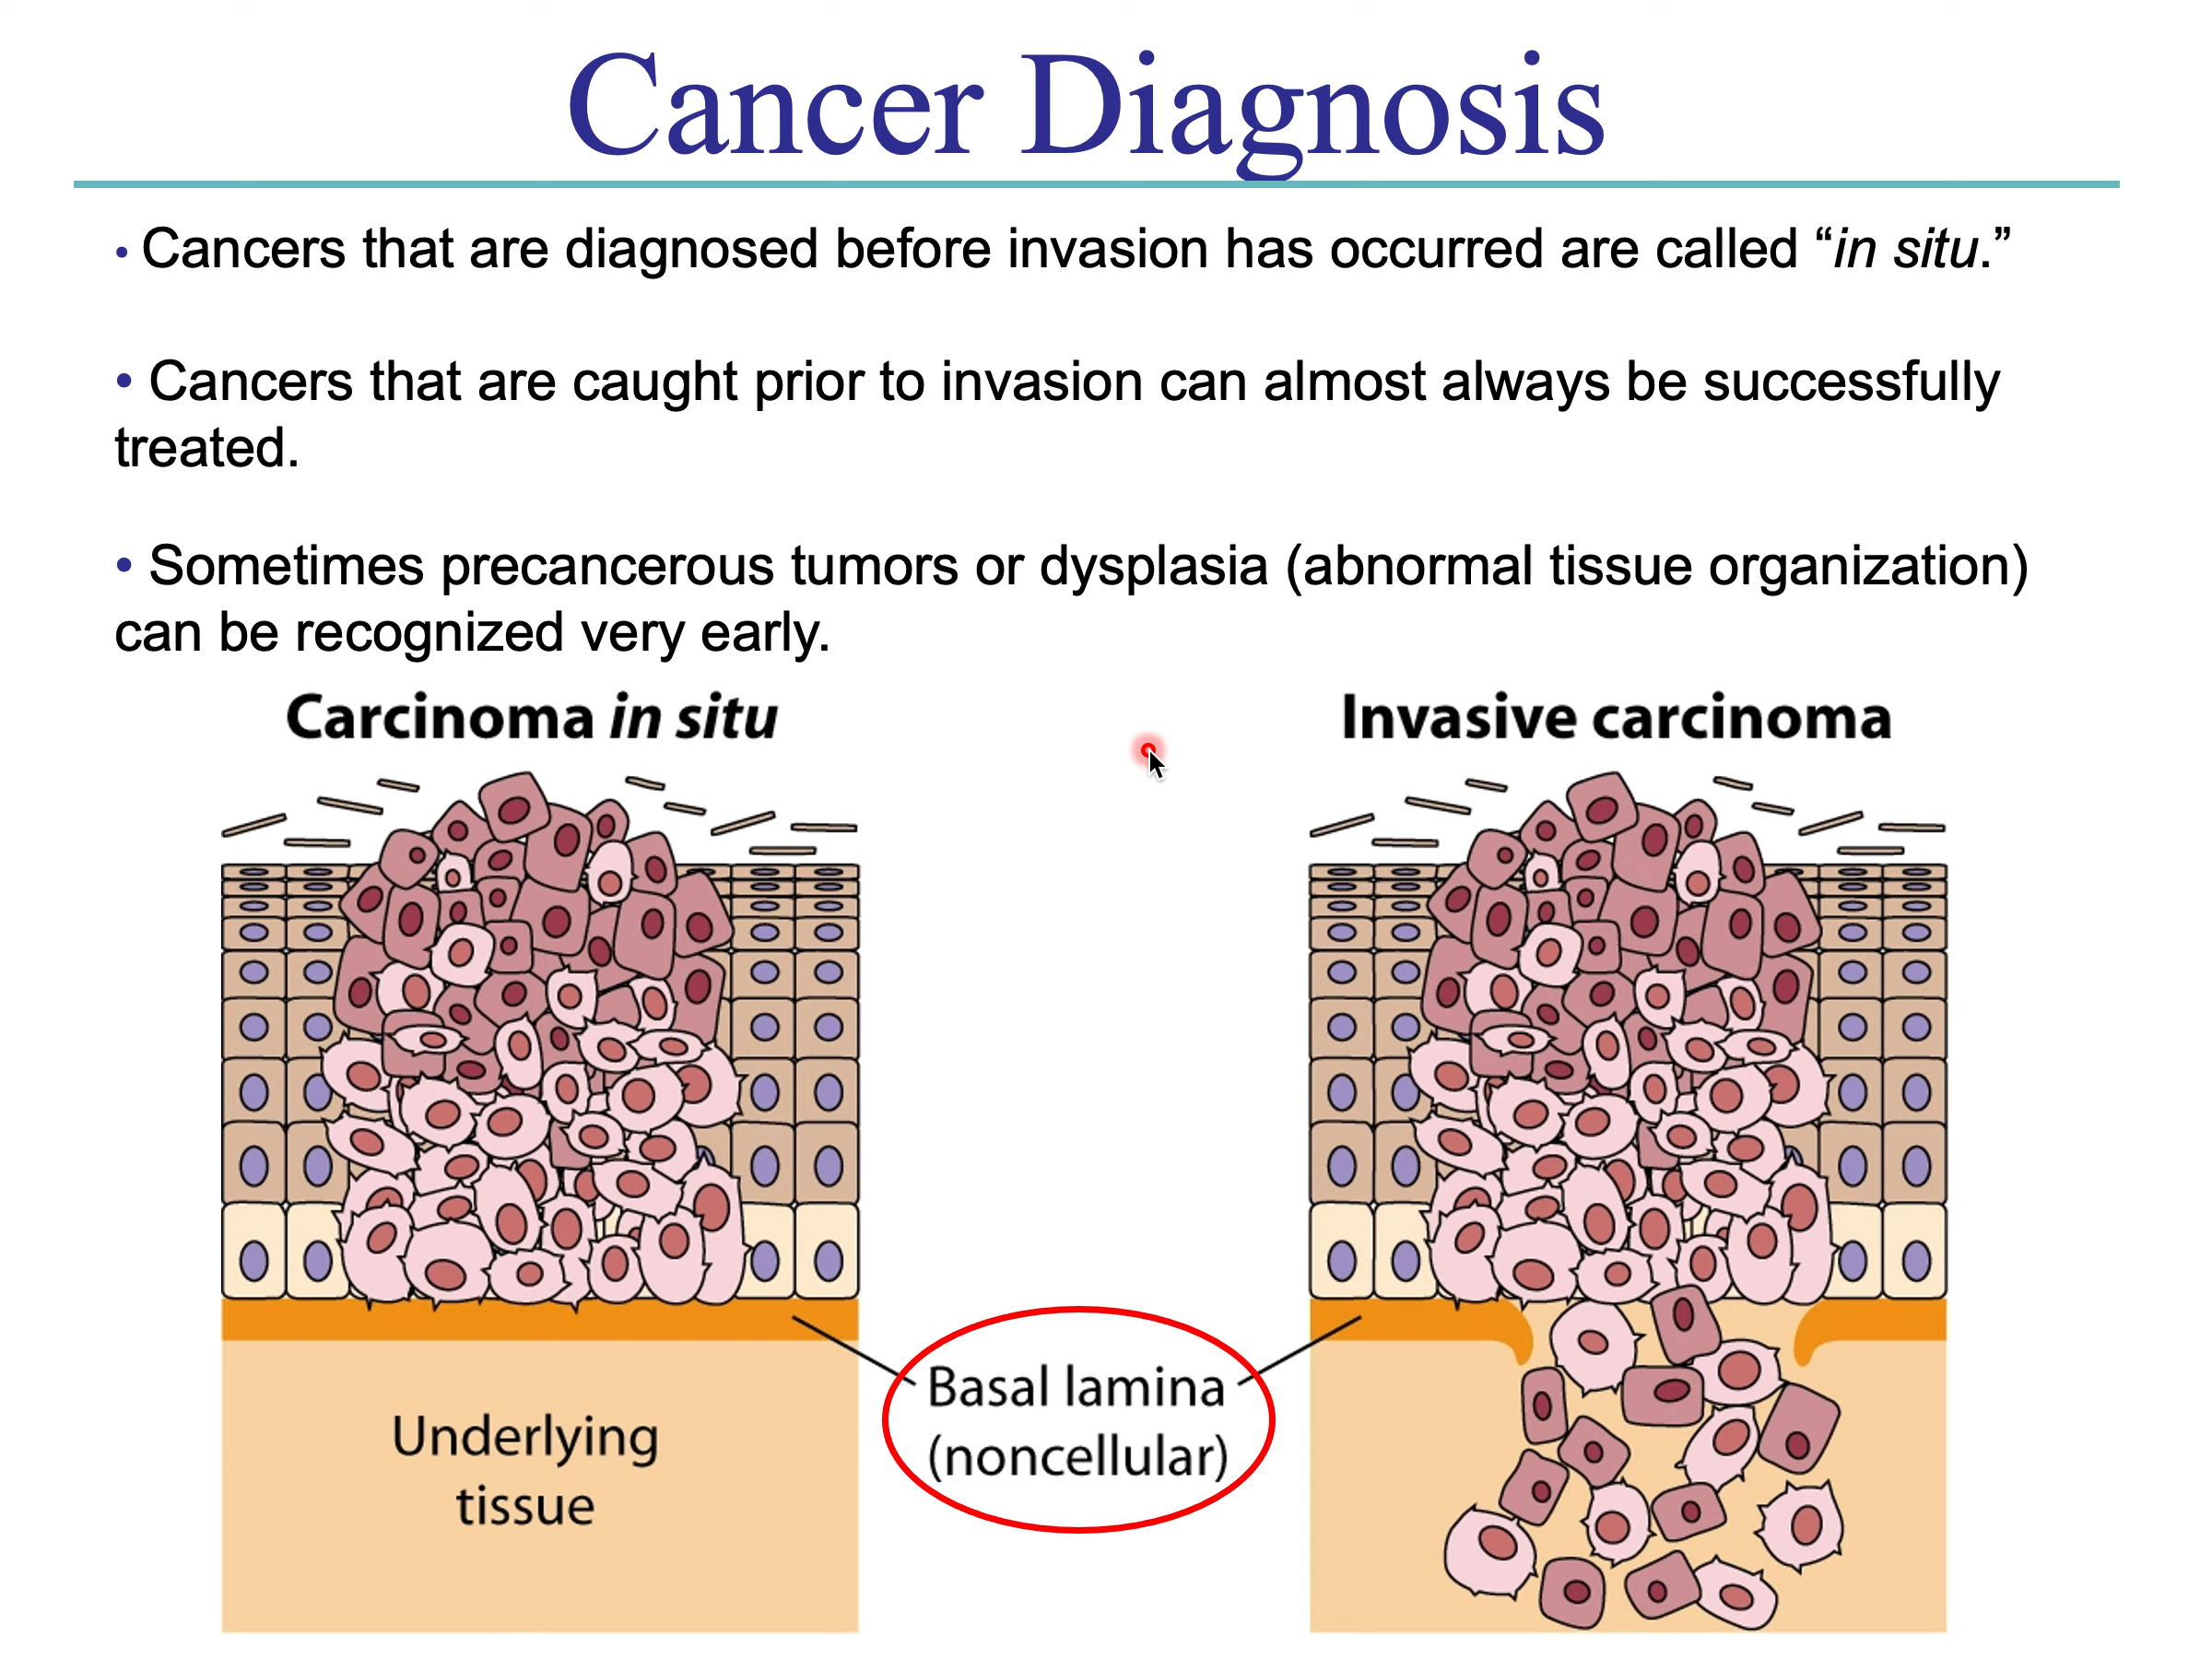 Cancer Diagnosis
• Cancers that are diagnosed before invasion has occurred are called “in situ.”
• Cancers that are caught prior to invasion can almost always be successfully
treated.
• Sometimes precancerous tumors or dysplasia (abnormal tissue organization)
can be recognized very early.
Carcinoma in situ
Invasive carcinoma
Basal lamina
(noncellular)
Underlying
tissue